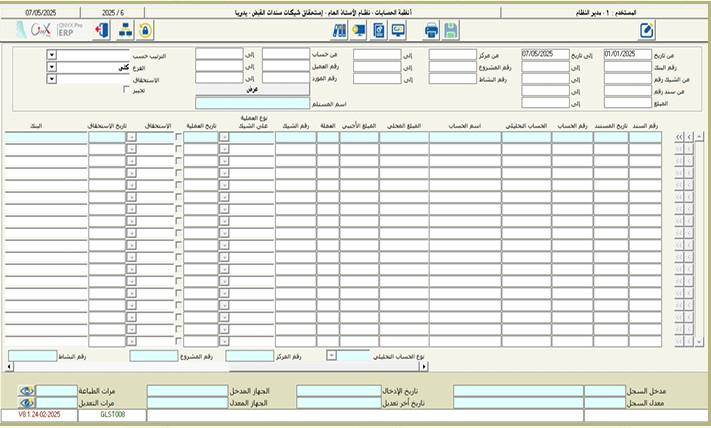 المستخدم : 1 - مدير النظام
أنظمة الحسابات - نظام الأستاذ العام - إستحقاق شيكات سندات القبض - يدويا
2025 / 6
07/05/2025
ONYX Pro
ERP
من تاريخ 01/01/2025 إلى تاريخ 07/05/2025 من مركز إلى من حساب إلى الترتيب حسب
رقم البنك إلى رقم المشروع إلى رقم العميل إلى الفرع كلي
من الشيك رقم إلى رقم النشاط إلى رقم المورد إلى الاستحقاق
من سند رقم إلى عرض
المبلغ إلى اسم المستلم
رقم السند تاريخ المستند رقم الحساب الحساب التحليلي اسم الحساب المبلغ المحلي المبلغ الأجنبي العملة رقم الشيك نوع العملية على الشيك تاريخ العملية الاستحقاق تاريخ الاستحقاق البنك
نوع الحساب التحليلي رقم المركز رقم المشروع رقم النشاط
مدخل السجل تاريخ الإدخال الجهاز المدخل مرات الطباعة
معدل السجل تاريخ آخر تعديل الجهاز المعدل مرات التعديل
GLST008
V8.1.24-02-2025